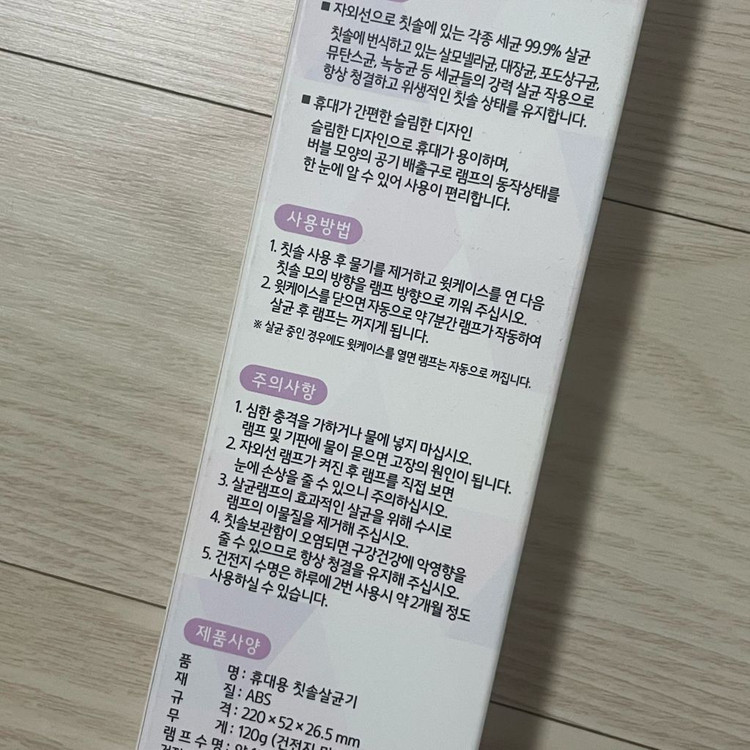 ■ 자외선으로 칫솔에 있는 각종 세균 99.9% 살균
칫솔에 번식하고 있는 살모넬라균, 대장균, 포도상구균,
뮤탄스균, 녹농균 등 세균들의 강력 살균 작용으로
항상 청결하고 위생적인 칫솔 상태를 유지합니다.
■ 휴대가 간편한 슬림한 디자인
슬림한 디자인으로 휴대가 용이하며,
버블 모양의 공기 배출구로 램프의 동작상태를
한 눈에 알 수 있어 사용이 편리합니다.
사용방법
1. 칫솔 사용 후 물기를 제거하고 윗케이스를 연 다음
칫솔 모의 방향을 램프 방향으로 끼워 주십시오.
2. 윗케이스를 닫으면 자동으로 약 7분간 램프가 작동하여
살균 후 램프는 꺼지게 됩니다.
※ 살균 중인 경우에도 윗케이스를 열면 램프는 자동으로 꺼집니다.
주의사항
1. 심한 충격을 가하거나 물에 넣지 마십시오.
램프 및 기판에 물이 묻으면 고장의 원인이 됩니다.
2. 자외선 램프가 켜진 후 램프를 직접 보면
눈에 손상을 줄 수 있으니 주의하십시오.
3. 살균램프의 효과적인 살균을 위해 수시로
램프의 이물질을 제거해 주십시오.
4. 칫솔보관함이 오염되면 구강건강에 악영향을
줄 수 있으므로 항상 청결을 유지해 주십시오.
5. 건전지 수명은 하루에 2번 사용시 약 2개월 정도
사용하실 수 있습니다.
제품사양
품 명 : 휴대용 칫솔살균기
재 질 : ABS
규 격 : 220×52×26.5 mm
무 게 : 120g (건전지
램프수명 :